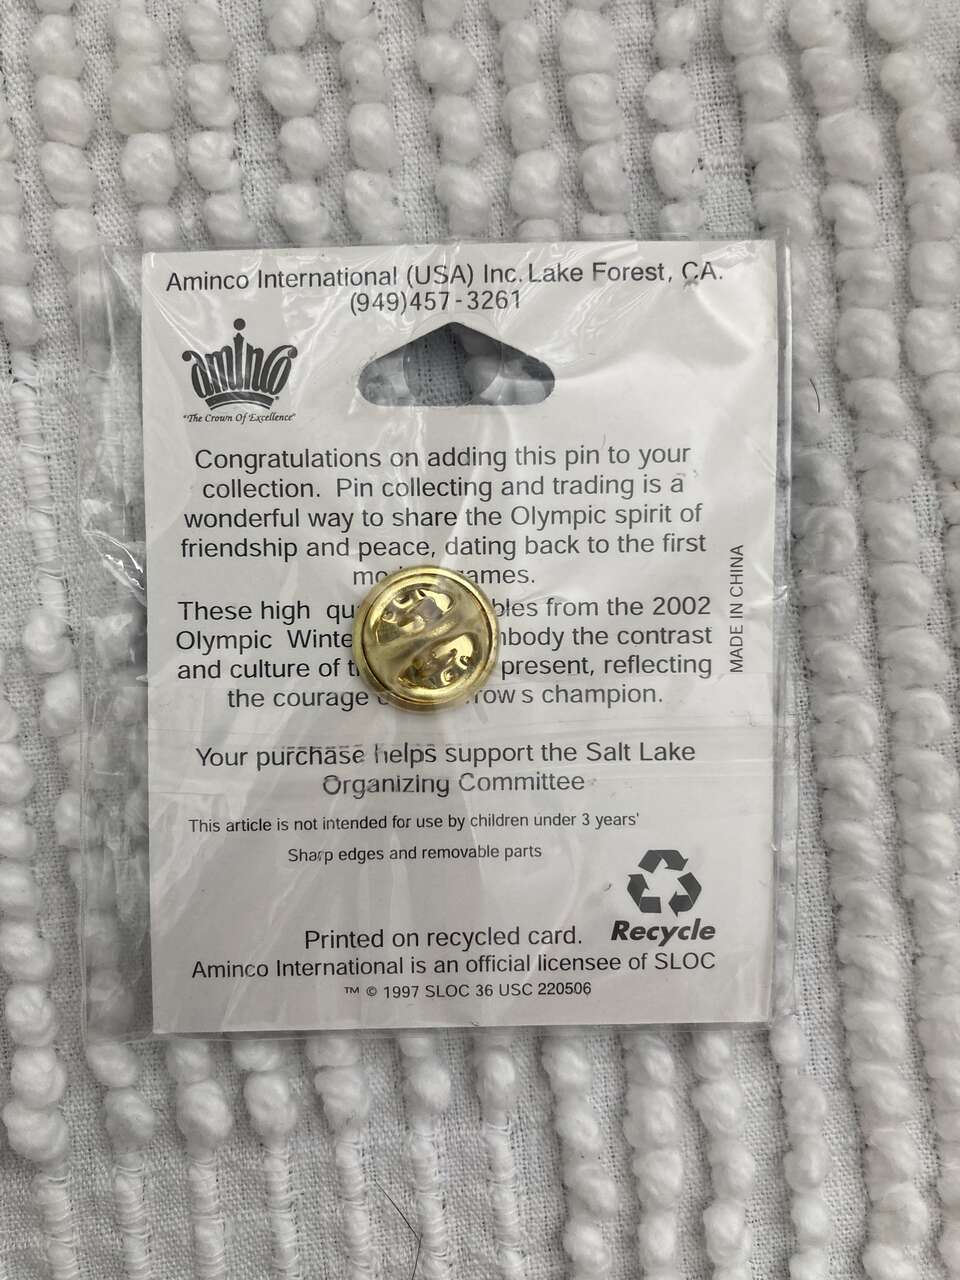 Aminco International (USA) Inc. Lake Forest, CA.
(949)457-3261
aminco
"The Crown Of Excellence"
Congratulations on adding this pin to your
collection. Pin collecting and trading is a
wonderful way to share the Olympic spirit of
friendship and peace, dating back to the first
These high from the 2002
Olympic the contrast
and culture of present, reflecting
the courage champion.
MADE IN CHINA
Your purchase helps support the Salt Lake
Organizing Committee
This article is not intended for use by children under 3 years'
Sharp edges and removable parts
Recycle
Printed on recycled card.
Aminco International is an official licensee of SLOC
™ © 1997 SLOC 36 USC 220506